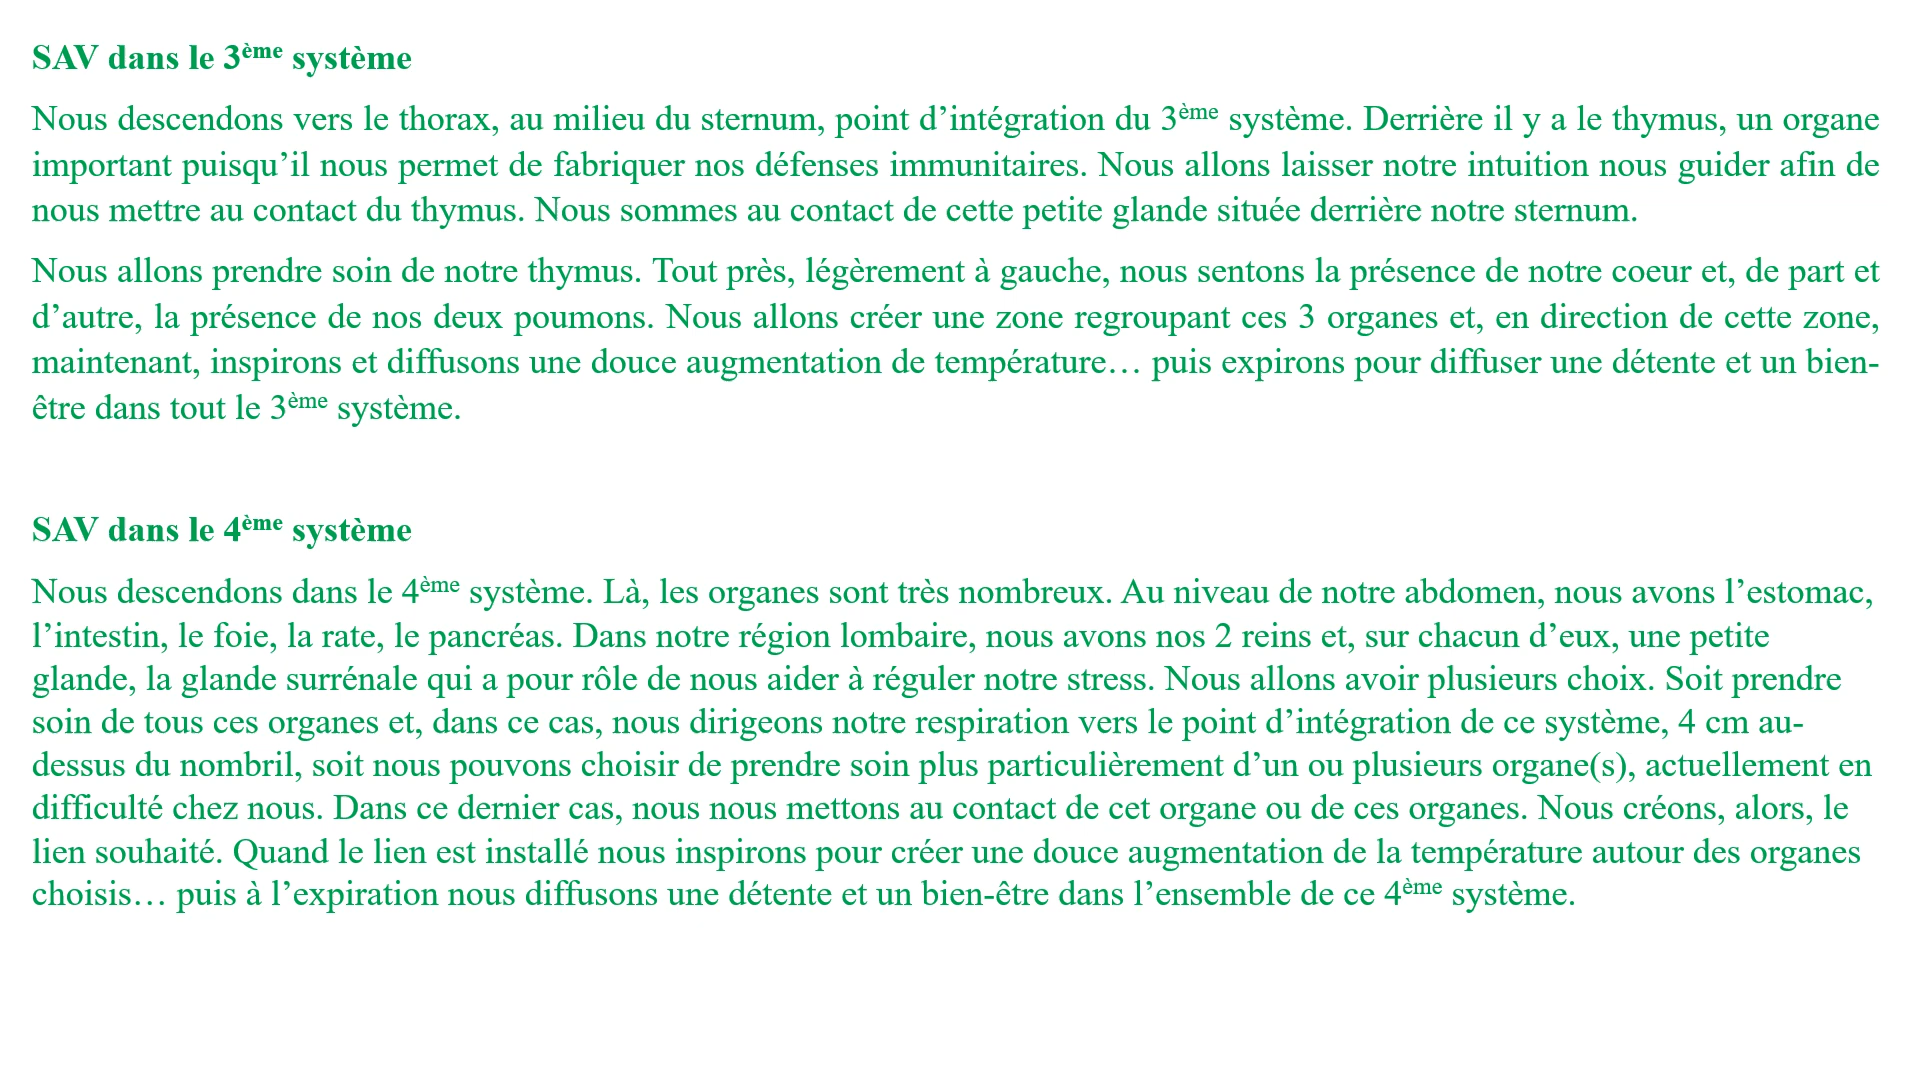 SAV dans le 3ème système
Nous descendons vers le thorax, au milieu du sternum, point d’intégration du 3ème système. Derrière il y a le thymus, un organe
important puisqu’il nous permet de fabriquer nos défenses immunitaires. Nous allons laisser notre intuition nous guider afin de
nous mettre au contact du thymus. Nous sommes au contact de cette petite glande située derrière notre sternum.
Nous allons prendre soin de notre thymus. Tout près, légèrement à gauche, nous sentons la présence de notre coeur et, de part et
d’autre, la présence de nos deux poumons. Nous allons créer une zone regroupant ces 3 organes et, en direction de cette zone,
maintenant, inspirons et diffusons une douce augmentation de température… puis expirons pour diffuser une détente et un bien-
être dans tout le 3ème système.
SAV dans le 4ème système
Nous descendons dans le 4ème système. Là, les organes sont très nombreux. Au niveau de notre abdomen, nous avons l’estomac,
l’intestin, le foie, la rate, le pancréas. Dans notre région lombaire, nous avons nos 2 reins et, sur chacun d’eux, une petite
glande, la glande surrénale qui a pour rôle de nous aider à réguler notre stress. Nous allons avoir plusieurs choix. Soit prendre
soin de tous ces organes et, dans ce cas, nous dirigeons notre respiration vers le point d’intégration de ce système, 4 cm au-
dessus du nombril, soit nous pouvons choisir de prendre soin plus particulièrement d’un ou plusieurs organe(s), actuellement en
difficulté chez nous. Dans ce dernier cas, nous nous mettons au contact de cet organe ou de ces organes. Nous créons, alors, le
lien souhaité. Quand le lien est installé nous inspirons pour créer une douce augmentation de la température autour des organes
choisis… puis à l’expiration nous diffusons une détente et un bien-être dans l’ensemble de ce 4ème système.